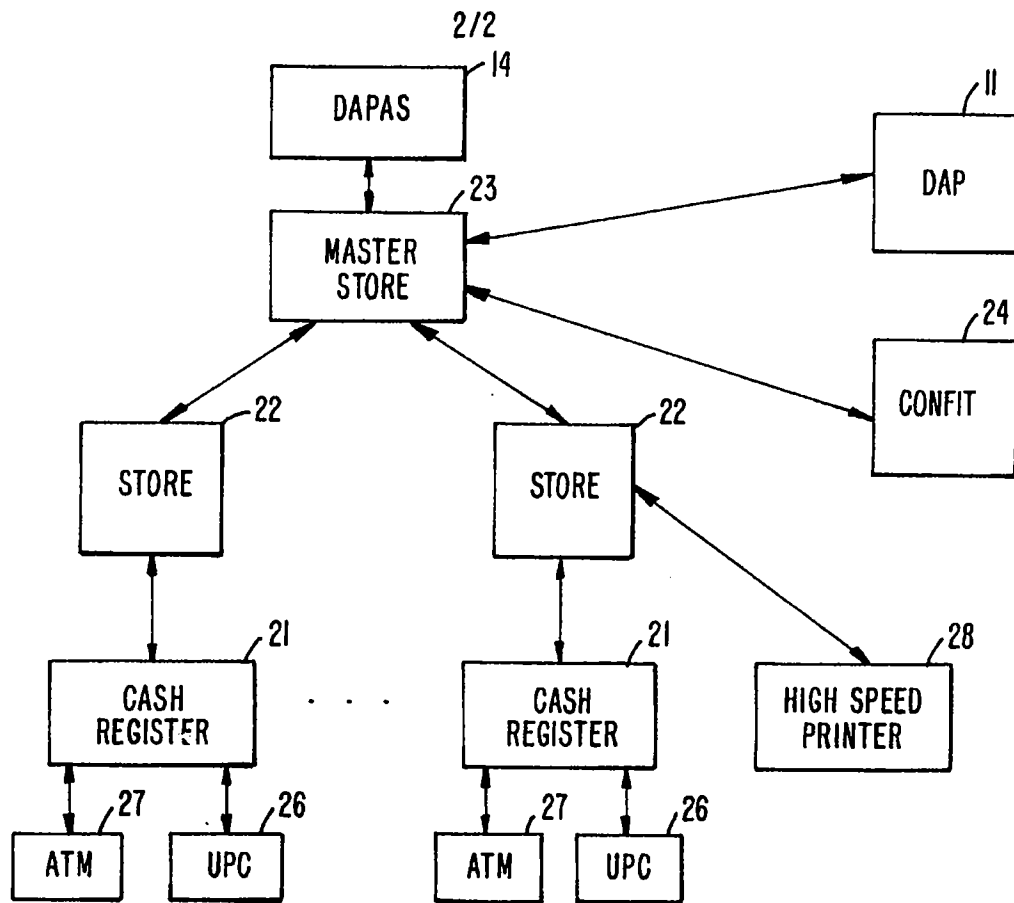 2/2
14
DAPAS
11
DAP
23
MASTER
STORE
24
CONFIT
22
STORE
22
STORE
21
CASH
REGISTER
. . .
21
CASH
REGISTER
28
HIGH SPEED
PRINTER
27
ATM
26
UPC
27
ATM
26
UPC